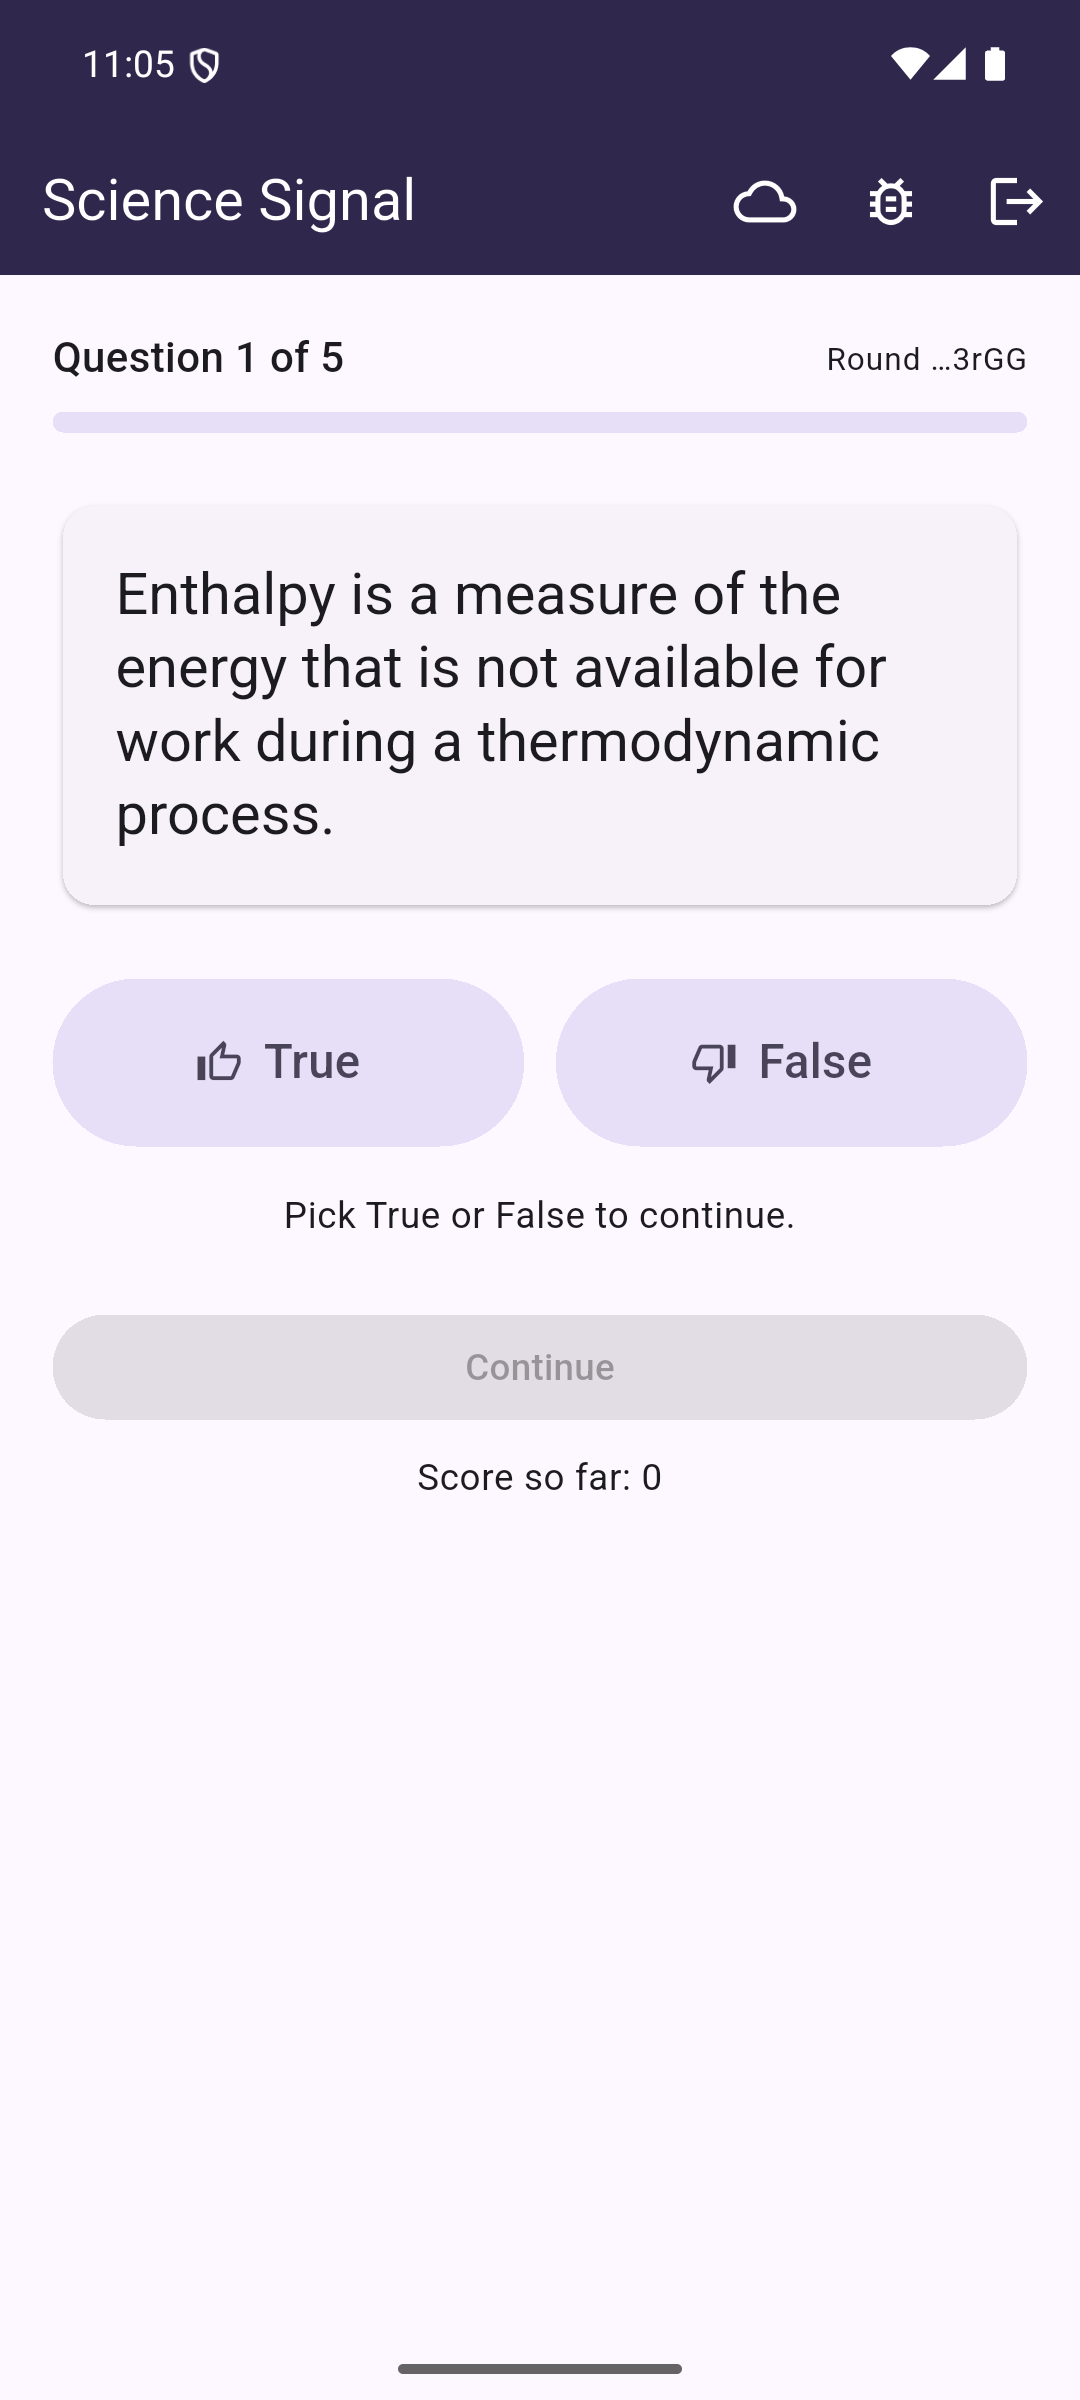 11:05
Science Signal
Question 1 of 5
Round ...3rGG
Enthalpy is a measure of the
energy that is not available for
work during a thermodynamic
process.
True
False
Pick True or False to continue.
Continue
Score so far: 0